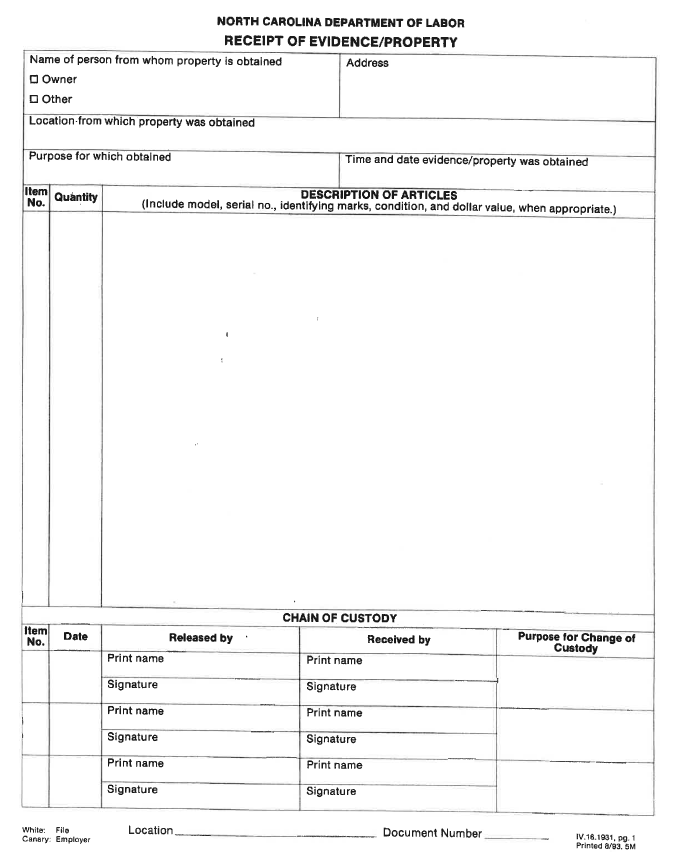 NORTH CAROLINA DEPARTMENT OF LABOR
RECEIPT OF EVIDENCE/PROPERTY
Name of person from whom property is obtained
Address
☐ Owner
☐ Other
Location from which property was obtained
Purpose for which obtained
Time and date evidence/property was obtained
Item No.
Quantity
DESCRIPTION OF ARTICLES
(Include model, serial no., identifying marks, condition, and dollar value, when appropriate.)
CHAIN OF CUSTODY
Item No.
Date
Released by
Received by
Purpose for Change of Custody
Print name
Print name
Signature
Signature
Print name
Print name
Signature
Signature
Print name
Print name
Signature
Signature
White: File
Canary: Employer
Location
Document Number
IV.16.1931, pg. 1
Printed 8/93, 5M